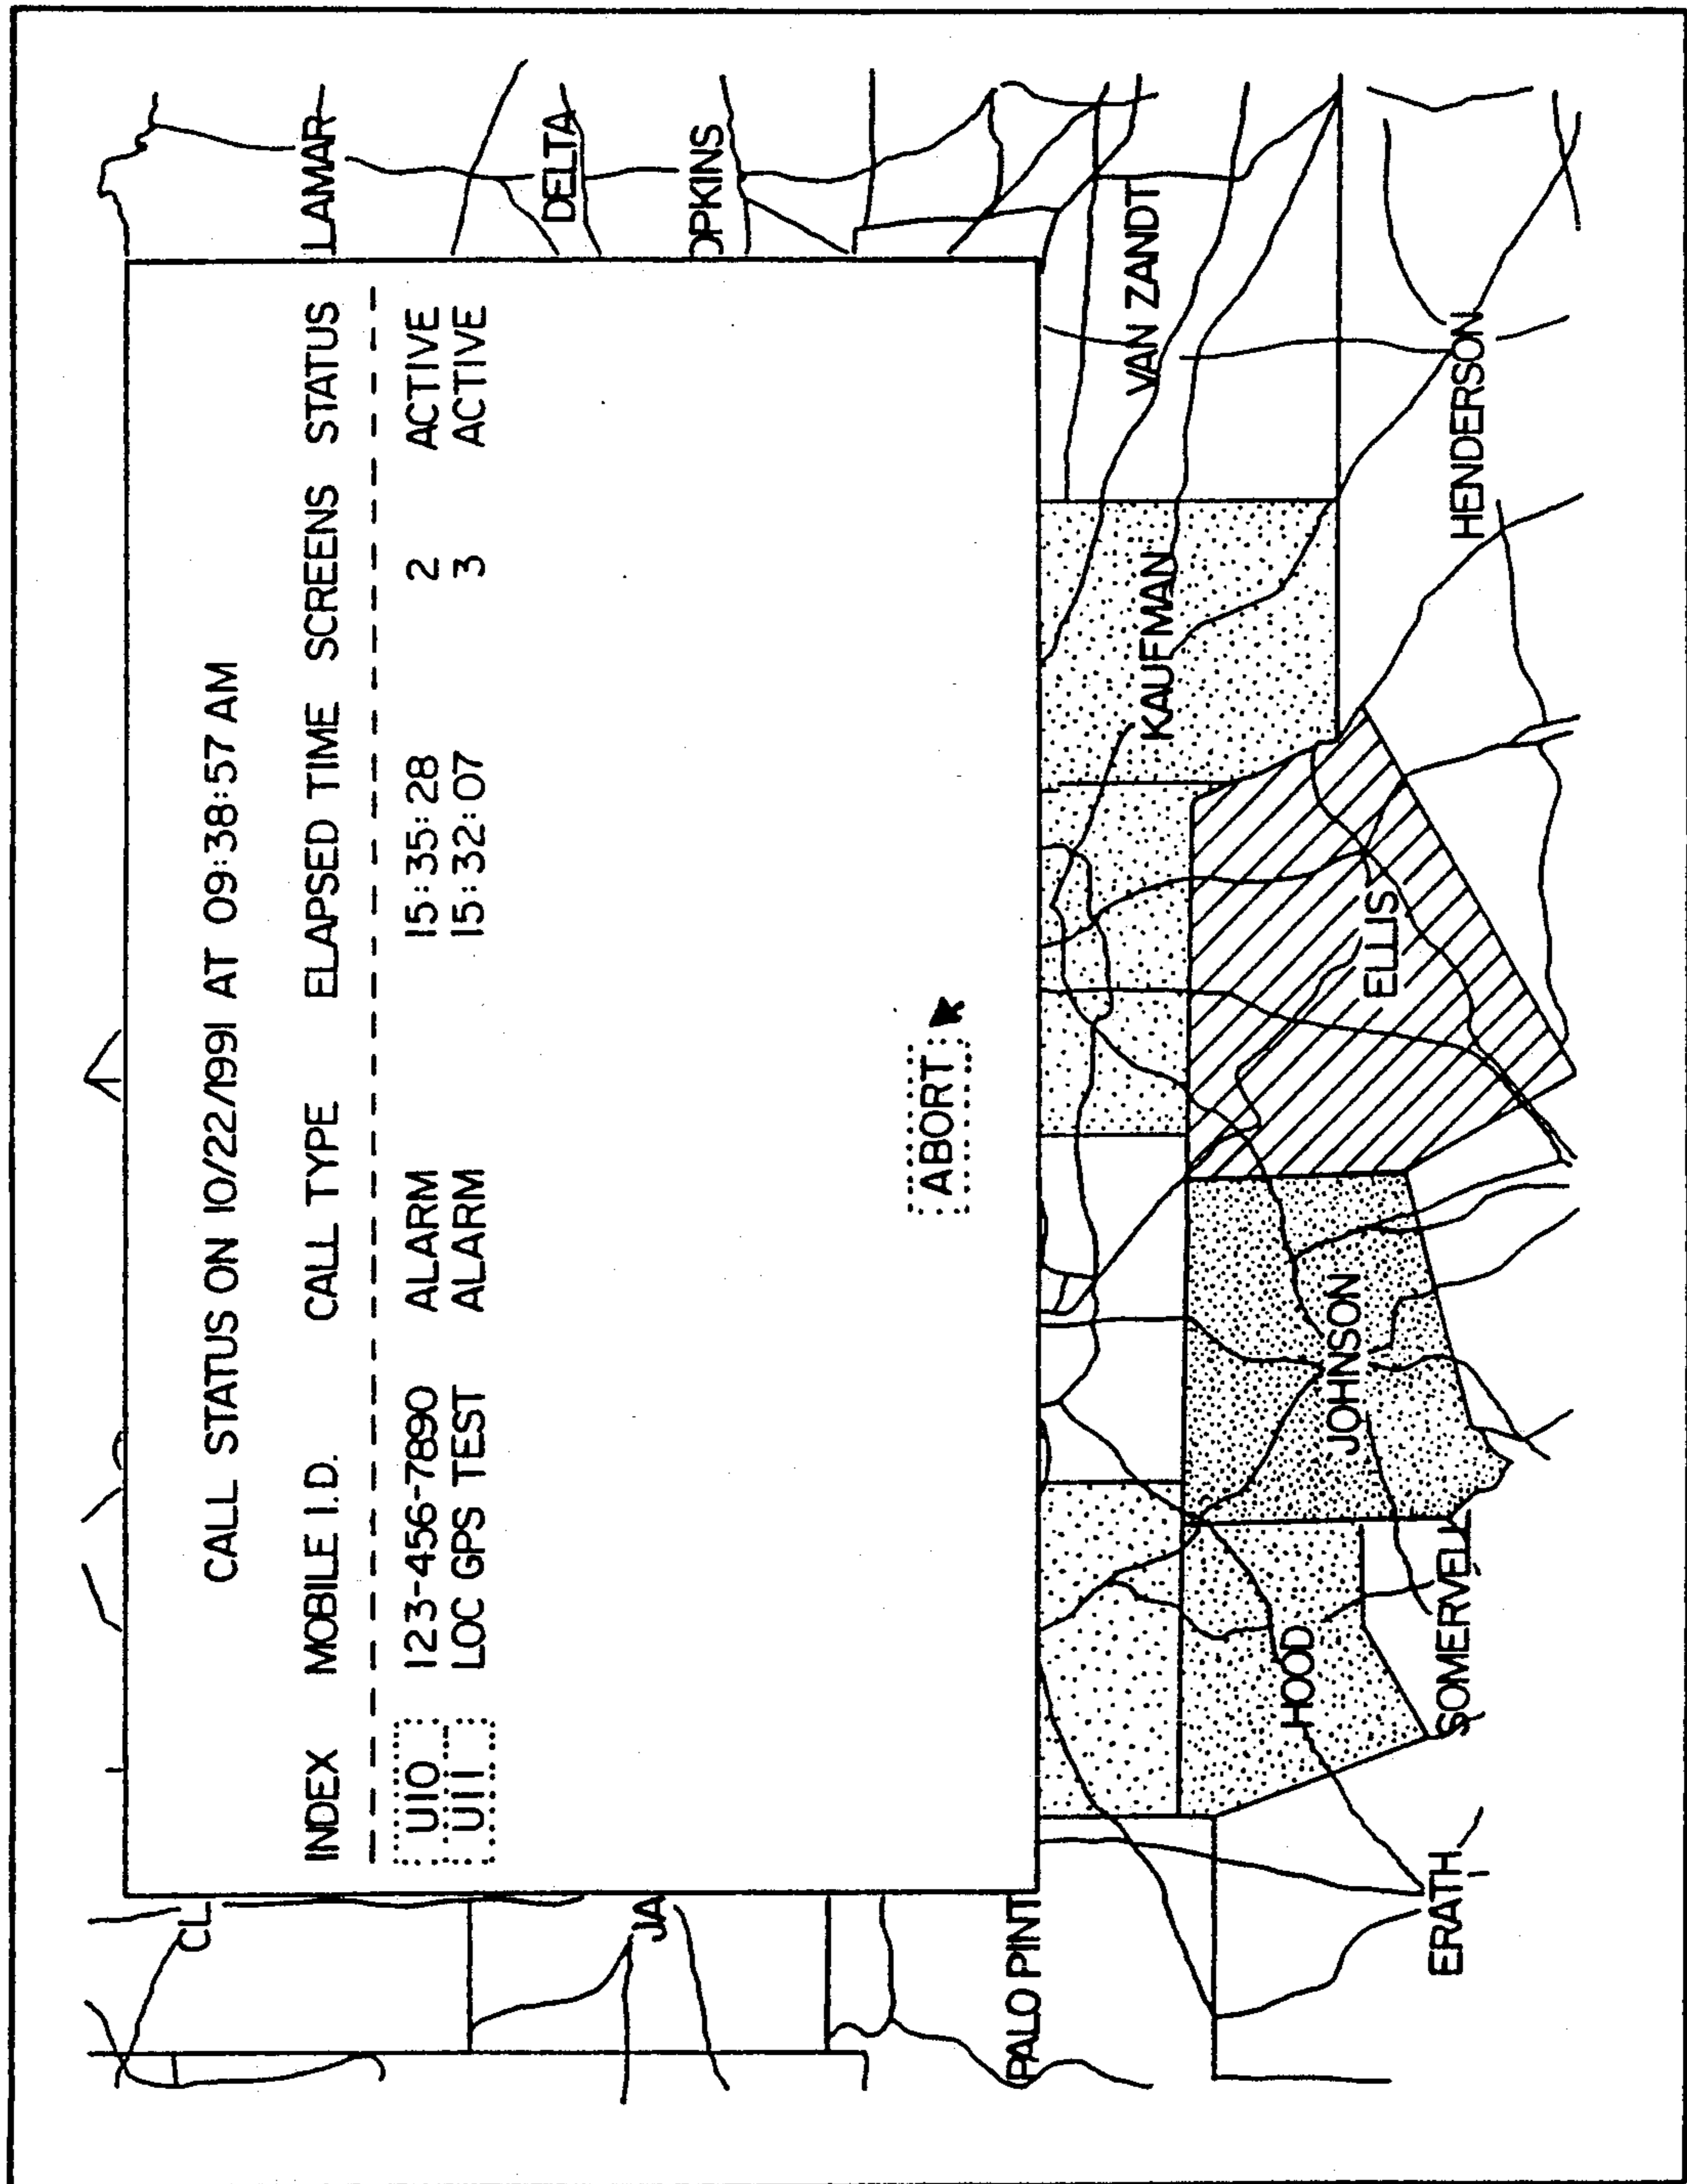 CALL STATUS ON 10/22/1991 AT 09:38:57 AM
INDEX MOBILE I.D. CALL TYPE ELAPSED TIME SCREENS STATUS
U10 123-456-7890 ALARM 15:35:28 2 ACTIVE
U11 LOC GPS TEST ALARM 15:32:07 3 ACTIVE
ABORT
CL
LAMAR
DELTA
JA
OPKINS
PALO PINT
VAN ZANDT
KAUFMAN
HOOD
JOHNSON
ELLIS
ERATH
SOMERVELL
HENDERSON